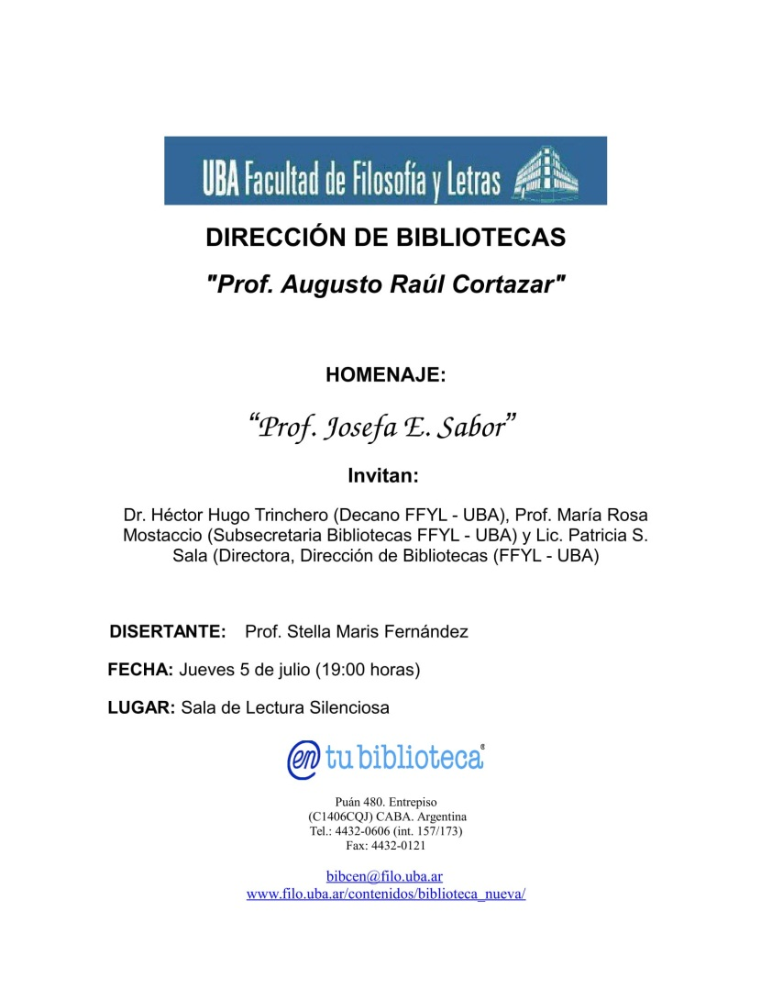 UBA Facultad de Filosofía y Letras
DIRECCIÓN DE BIBLIOTECAS
"Prof. Augusto Raúl Cortazar"
HOMENAJE:
“Prof. Josefa E. Sabor”
Invitan:
Dr. Héctor Hugo Trinchero (Decano FFYL - UBA), Prof. María Rosa
Mostaccio (Subsecretaria Bibliotecas FFYL - UBA) y Lic. Patricia S.
Sala (Directora, Dirección de Bibliotecas (FFYL - UBA)
DISERTANTE: Prof. Stella Maris Fernández
FECHA: Jueves 5 de julio (19:00 horas)
LUGAR: Sala de Lectura Silenciosa
en tu biblioteca®
Puán 480. Entrepiso
(C1406CQJ) CABA. Argentina
Tel.: 4432-0606 (int. 157/173)
Fax: 4432-0121
bibcen@filo.uba.ar
www.filo.uba.ar/contenidos/biblioteca_nueva/